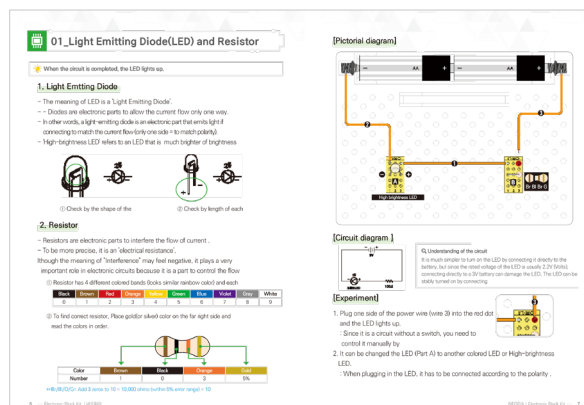 01_Light Emitting Diode(LED) and Resistor
When the circuit is completed, the LED lights up.
1. Light Emtting Diode
- The meaning of LED is a 'Light Emitting Diode'.
- - Diodes are electronic parts to allow the current flow only one way.
- In other words, a light-emitting diode is an electronic part that emits light if
connecting to match the current flow (only one side = to match polarity)
- 'High-brightness LED' refers to an LED that is much brighter of brightness
① Check by the shape of the
② Check by length of each
2. Resistor
- Resistors are electronic parts to interfere the flow of current .
- To be more precise, it is an 'electrical resistance'.
Though the meaning of "Interference" may feel negative, it plays a very
important role in electronic circuits because it is a part to control the flow
① Resistor has 4 different colored bands (looks similar rainbow color) and each
Black Brown Red Orange Yellow Green Blue Violet Gray White
0 1 2 3 4 5 6 7 8 9
② To find correct resistor, Place gold(or silver) color on the far right side and
read the colors in order.
Color Brown Black Orange Gold
Number 1 0 3 5%
[Pictorial diagram]
AA
AA
2
3
1
A
B
High brightness LED
Br Bl Br G
[Circuit diagram ]
Q. Understanding of the circuit
It is much simpler to turn on the LED by connecting it directly to the
battery, but since the rated voltage of the LED is usually 2.2V (Volts),
connecting directly to a 3V battery can damage the LED. The LED can be
stably turned on by connecting
[Experiment]
1. Plug one side of the power wire (wire 3) into the red dot
and the LED lights up.
: Since it is a circuit without a switch, you need to
control it manually by
2. It can be changed the LED (Part A) to another colored LED or High-brightness
LED.
: When plugging in the LED, it has to be connected according to the polarity .